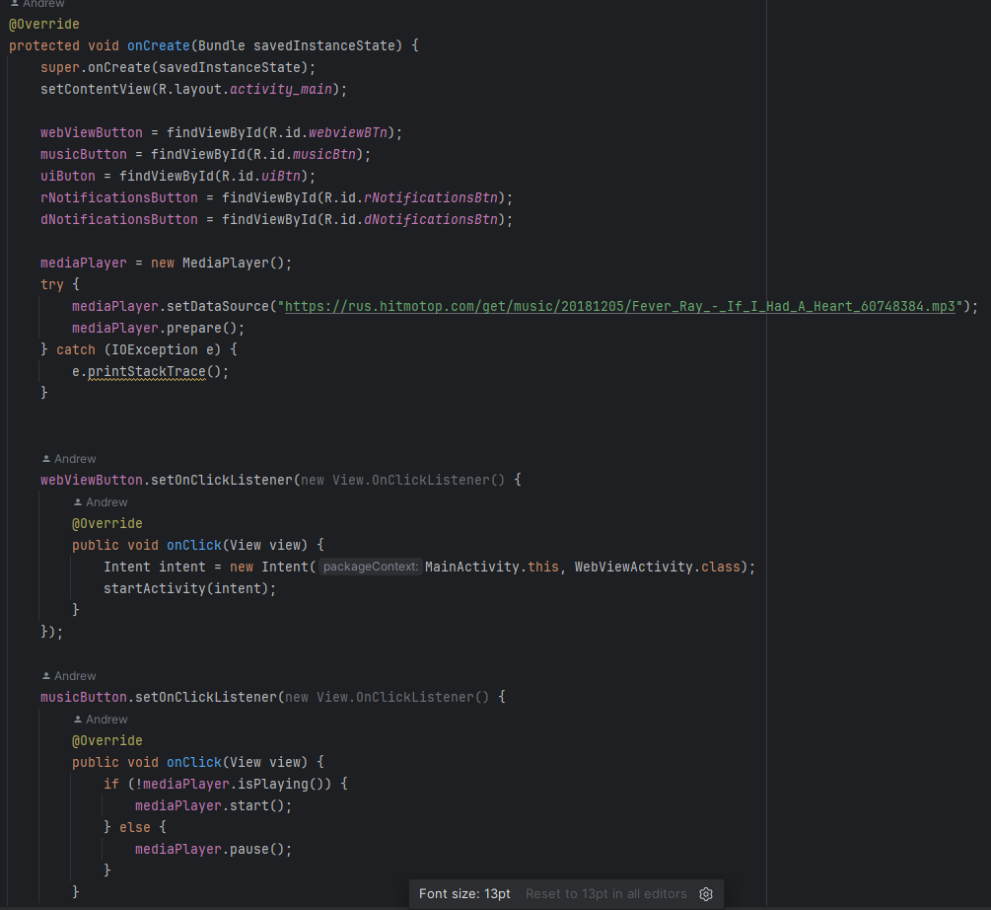 Andrew
@Override
protected void onCreate(Bundle savedInstanceState) {
    super.onCreate(savedInstanceState);
    setContentView(R.layout.activity_main);

    webViewButton = findViewById(R.id.webviewBTn);
    musicButton = findViewById(R.id.musicBtn);
    uiButon = findViewById(R.id.uiBtn);
    rNotificationsButton = findViewById(R.id.rNotificationsBtn);
    dNotificationsButton = findViewById(R.id.dNotificationsBtn);

    mediaPlayer = new MediaPlayer();
    try {
        mediaPlayer.setDataSource("https://rus.hitmotop.com/get/music/20181205/Fever_Ray_-_If_I_Had_A_Heart_60748384.mp3");
        mediaPlayer.prepare();
    } catch (IOException e) {
        e.printStackTrace();
    }

    Andrew
    webViewButton.setOnClickListener(new View.OnClickListener() {
        Andrew
        @Override
        public void onClick(View view) {
            Intent intent = new Intent( packageContext: MainActivity.this, WebViewActivity.class);
            startActivity(intent);
        }
    });

    Andrew
    musicButton.setOnClickListener(new View.OnClickListener() {
        Andrew
        @Override
        public void onClick(View view) {
            if (!mediaPlayer.isPlaying()) {
                mediaPlayer.start();
            } else {
                mediaPlayer.pause();
            }
        }
Font size: 13pt Reset to 13pt in all editors